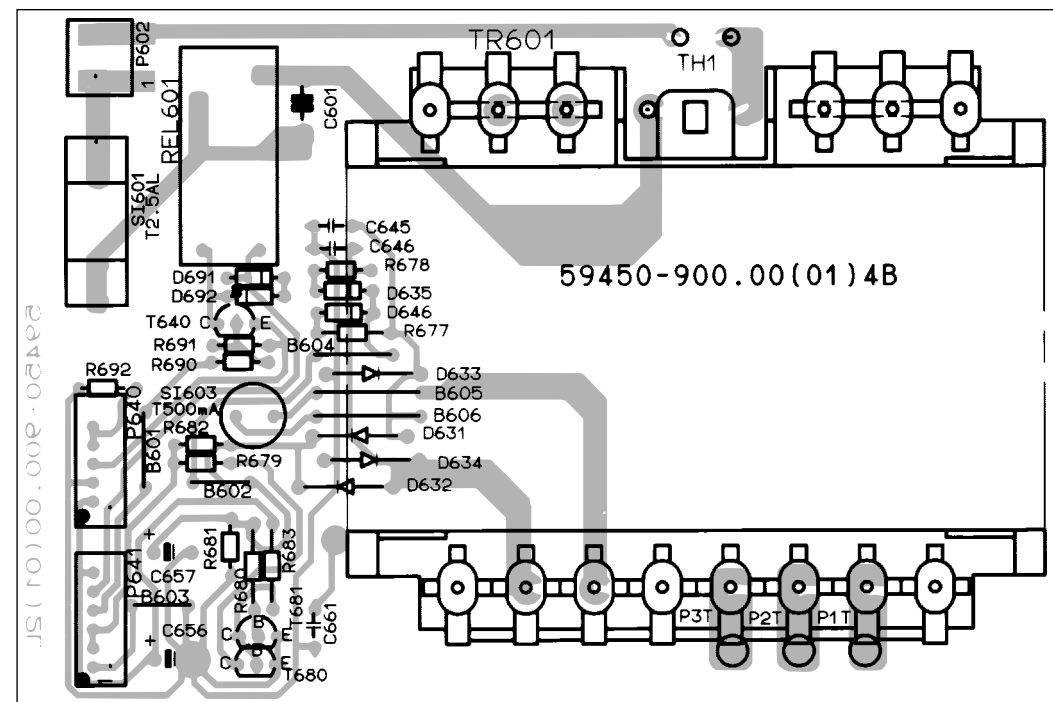 P602
1
REL601
C601
TR601
TH1
SI601
T2.5AL
C645
C646
R678
D691
D692
D635
D646
T640
C
E
R677
R691
R690
B604
59450-900.00(01)4B
R692
P640
SI603
T500mA
D633
B605
B606
R682
B601
D631
R679
D634
B602
D632
+
R681
R683
C657
P641
B603
R680
T681
C661
+
C656
C
B
E
C
B
E
T680
1
P3T
P2T
P1T
59450-900.00(01)2L